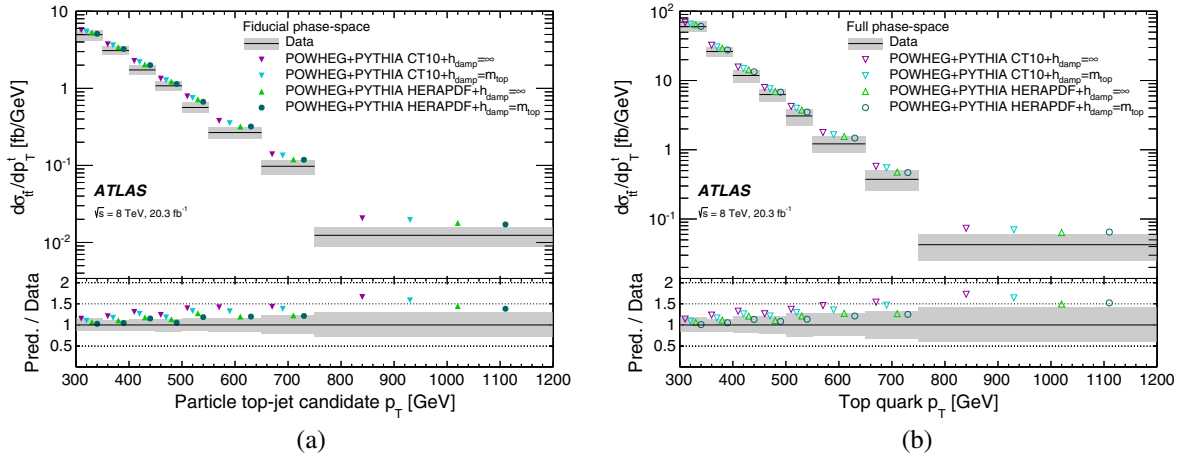 dσ_tt̄/dp_T^t [fb/GeV]
10
1
10⁻¹
10⁻²
Fiducial phase-space
Data
POWHEG+PYTHIA CT10+h_damp=∞
POWHEG+PYTHIA CT10+h_damp=m_top
POWHEG+PYTHIA HERAPDF+h_damp=∞
POWHEG+PYTHIA HERAPDF+h_damp=m_top
ATLAS
√s = 8 TeV, 20.3 fb⁻¹
Pred. / Data
2
1.5
1
0.5
300 400 500 600 700 800 900 1000 1100 1200
Particle top-jet candidate p_T [GeV]
(a)
dσ_tt̄/dp_T^t [fb/GeV]
10²
10
1
10⁻¹
Full phase-space
Data
POWHEG+PYTHIA CT10+h_damp=∞
POWHEG+PYTHIA CT10+h_damp=m_top
POWHEG+PYTHIA HERAPDF+h_damp=∞
POWHEG+PYTHIA HERAPDF+h_damp=m_top
ATLAS
√s = 8 TeV, 20.3 fb⁻¹
Pred. / Data
2
1.5
1
0.5
300 400 500 600 700 800 900 1000 1100 1200
Top quark p_T [GeV]
(b)